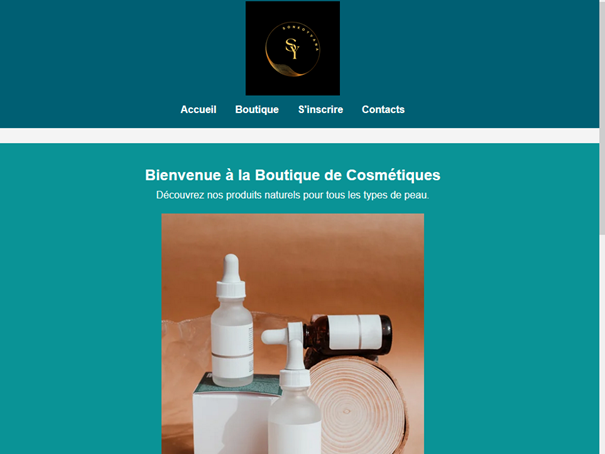 SY
Accueil Boutique S'inscrire Contacts
Bienvenue à la Boutique de Cosmétiques
Découvrez nos produits naturels pour tous les types de peau.